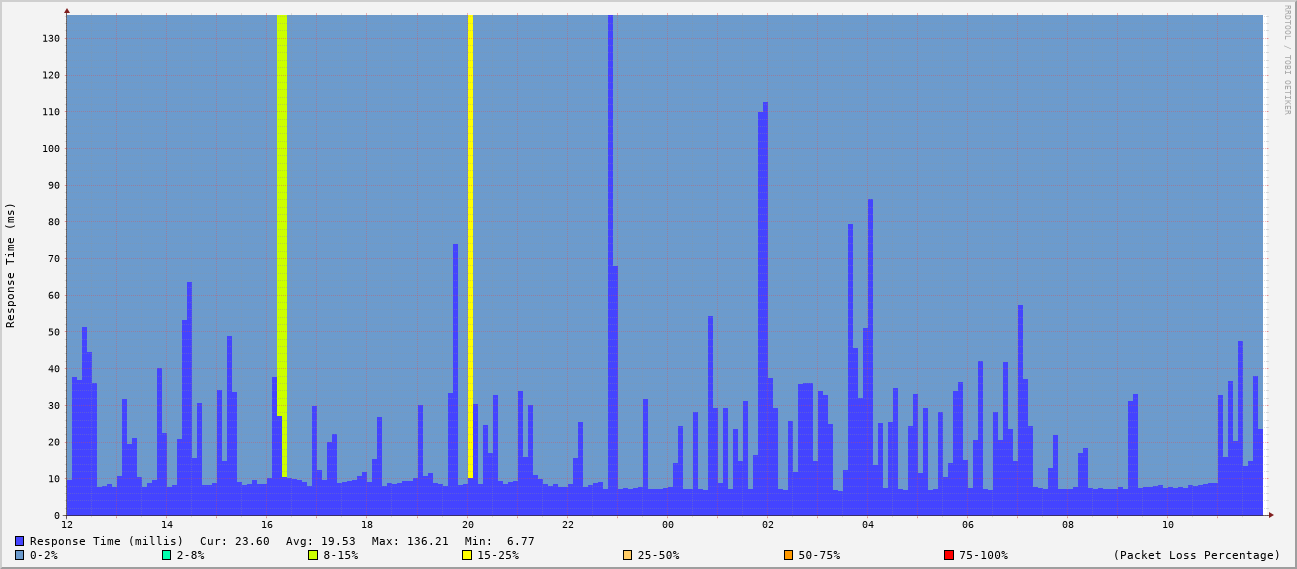 RRDTOOL / TOBI OETIKER
Response Time (ms)
130
120
110
100
90
80
70
60
50
40
30
20
10
0
12 14 16 18 20 22 00 02 04 06 08 10
Response Time (millis) Cur: 23.60 Avg: 19.53 Max: 136.21 Min: 6.77
0-2% 2-8% 8-15% 15-25% 25-50% 50-75% 75-100% (Packet Loss Percentage)